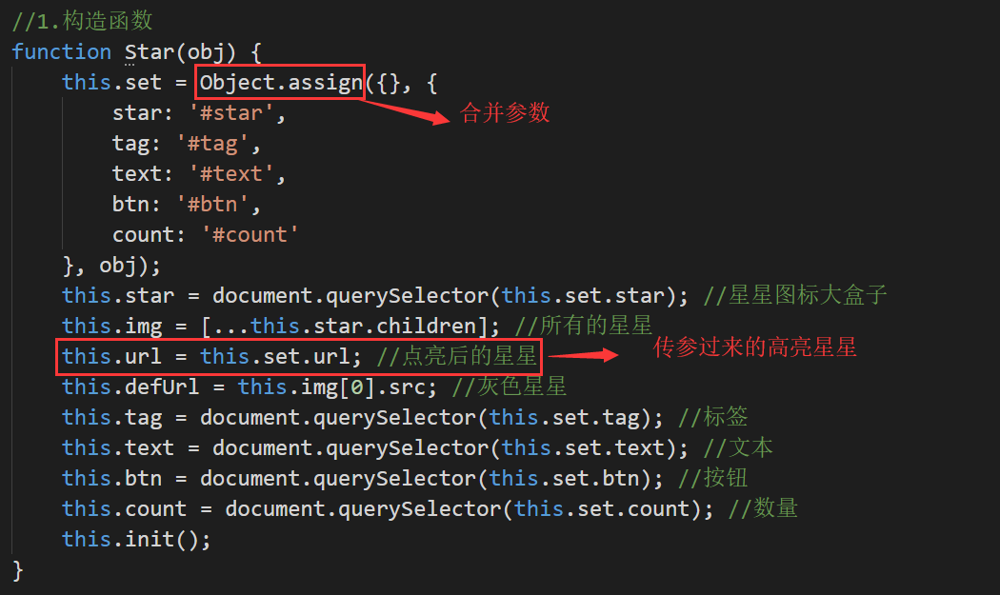 //1.构造函数
function Star(obj) {
this.set = Object.assign({}, {
star: '#star',
合并参数
tag: '#tag',
text: '#text',
btn: '#btn',
count: '#count'
}, obj);
this.star = document.querySelector(this.set.star); //星星图标大盒子
this.img = [...this.star.children]; //所有的星星
this.url = this.set.url; //点亮后的星星
传参过来的高亮星星
this.defUrl = this.img[0].src; //灰色星星
this.tag = document.querySelector(this.set.tag); //标签
this.text = document.querySelector(this.set.text); //文本
this.btn = document.querySelector(this.set.btn); //按钮
this.count = document.querySelector(this.set.count); //数量
this.init();
}